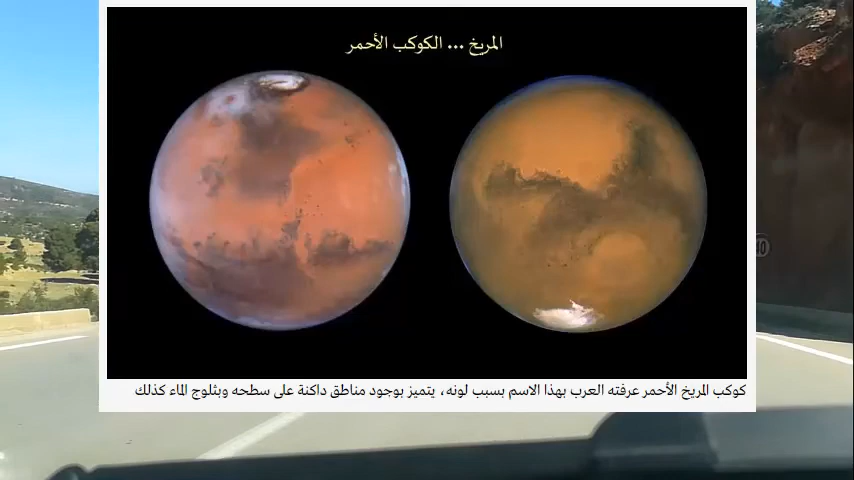 المريخ ... الكوكب الأحمر
كوكب المريخ الأحمر عرفته العرب بهذا الاسم بسبب لونه، يتميز بوجود مناطق داكنة على سطحه وبثلوج الماء كذلك
40